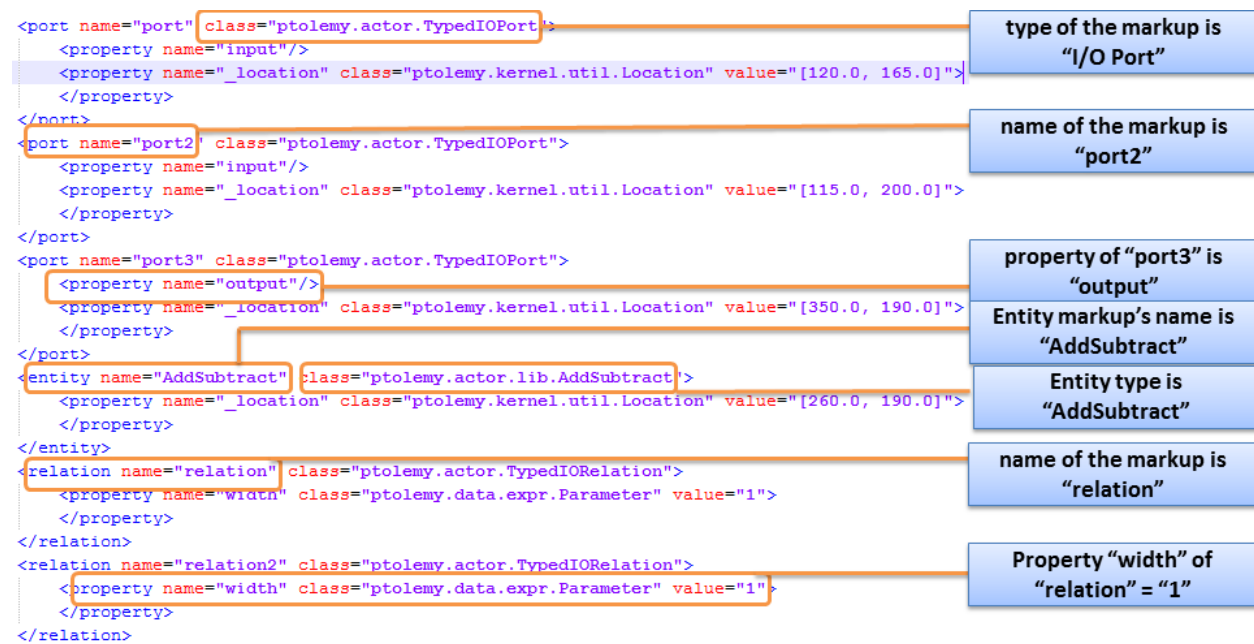 <port name="port" class="ptolemy.actor.TypedIOPort">
<property name="input"/>
<property name="_location" class="ptolemy.kernel.util.Location" value="[120.0, 165.0]">
</property>
</port>
<port name="port2" class="ptolemy.actor.TypedIOPort">
<property name="input"/>
<property name="_location" class="ptolemy.kernel.util.Location" value="[115.0, 200.0]">
</property>
</port>
<port name="port3" class="ptolemy.actor.TypedIOPort">
<property name="output"/>
<property name="_location" class="ptolemy.kernel.util.Location" value="[350.0, 190.0]">
</property>
</port>
<entity name="AddSubtract" class="ptolemy.actor.lib.AddSubtract">
<property name="_location" class="ptolemy.kernel.util.Location" value="[260.0, 190.0]">
</property>
</entity>
<relation name="relation" class="ptolemy.actor.TypedIORelation">
<property name="width" class="ptolemy.data.expr.Parameter" value="1">
</property>
</relation>
<relation name="relation2" class="ptolemy.actor.TypedIORelation">
<property name="width" class="ptolemy.data.expr.Parameter" value="1">
</property>
</relation>
type of the markup is
“I/O Port”
name of the markup is
“port2”
property of “port3” is
“output”
Entity markup’s name is
“AddSubtract”
Entity type is
“AddSubtract”
name of the markup is
“relation”
Property “width” of
“relation” = “1”